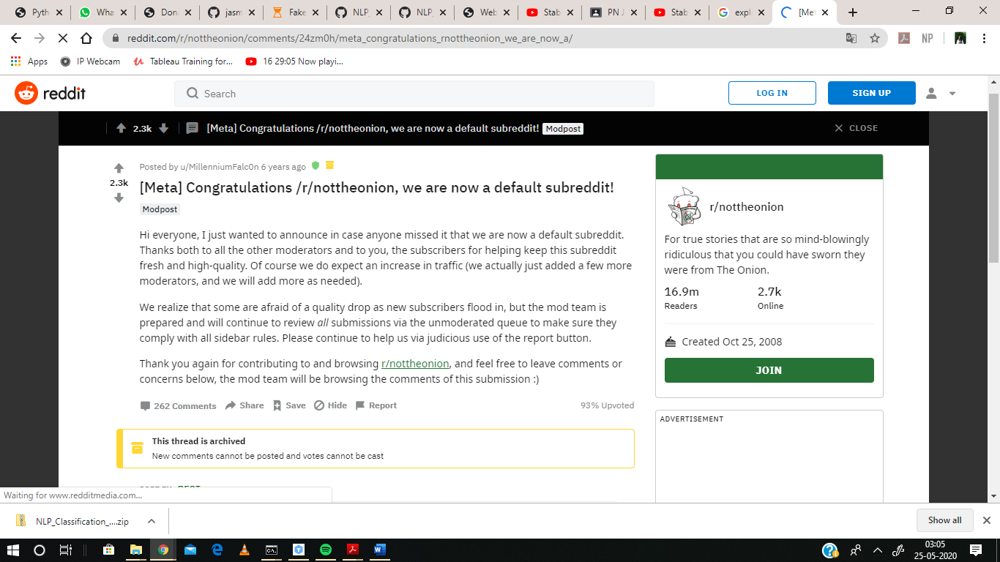 Pyth
Wha
Dona
jasm
Fake
NLP_
NLP_
Web
Stab
PN J
Stab
expl
[Me
reddit.com/r/nottheonion/comments/24zm0h/meta_congratulations_rnottheonion_we_are_now_a/
NP
Apps
IP Webcam
Tableau Training for...
16 29:05 Now playi...
reddit
Search
LOG IN
SIGN UP
2.3k
[Meta] Congratulations /r/nottheonion, we are now a default subreddit!
Modpost
CLOSE
Posted by u/MillenniumFalc0n 6 years ago
2.3k
[Meta] Congratulations /r/nottheonion, we are now a default subreddit!
Modpost
Hi everyone, I just wanted to announce in case anyone missed it that we are now a default subreddit.
Thanks both to all the other moderators and to you, the subscribers for helping keep this subreddit
fresh and high-quality. Of course we do expect an increase in traffic (we actually just added a few more
moderators, and we will add more as needed).
We realize that some are afraid of a quality drop as new subscribers flood in, but the mod team is
prepared and will continue to review all submissions via the unmoderated queue to make sure they
comply with all sidebar rules. Please continue to help us via judicious use of the report button.
Thank you again for contributing to and browsing r/nottheonion, and feel free to leave comments or
concerns below, the mod team will be browsing the comments of this submission :)
262 Comments
Share
Save
Hide
Report
93% Upvoted
This thread is archived
New comments cannot be posted and votes cannot be cast
r/nottheonion
For true stories that are so mind-blowingly
ridiculous that you could have sworn they
were from The Onion.
16.9m
2.7k
Readers
Online
Created Oct 25, 2008
JOIN
ADVERTISEMENT
Waiting for www.redditmedia.com...
NLP_Classification_....zip
Show all
03:05
25-05-2020